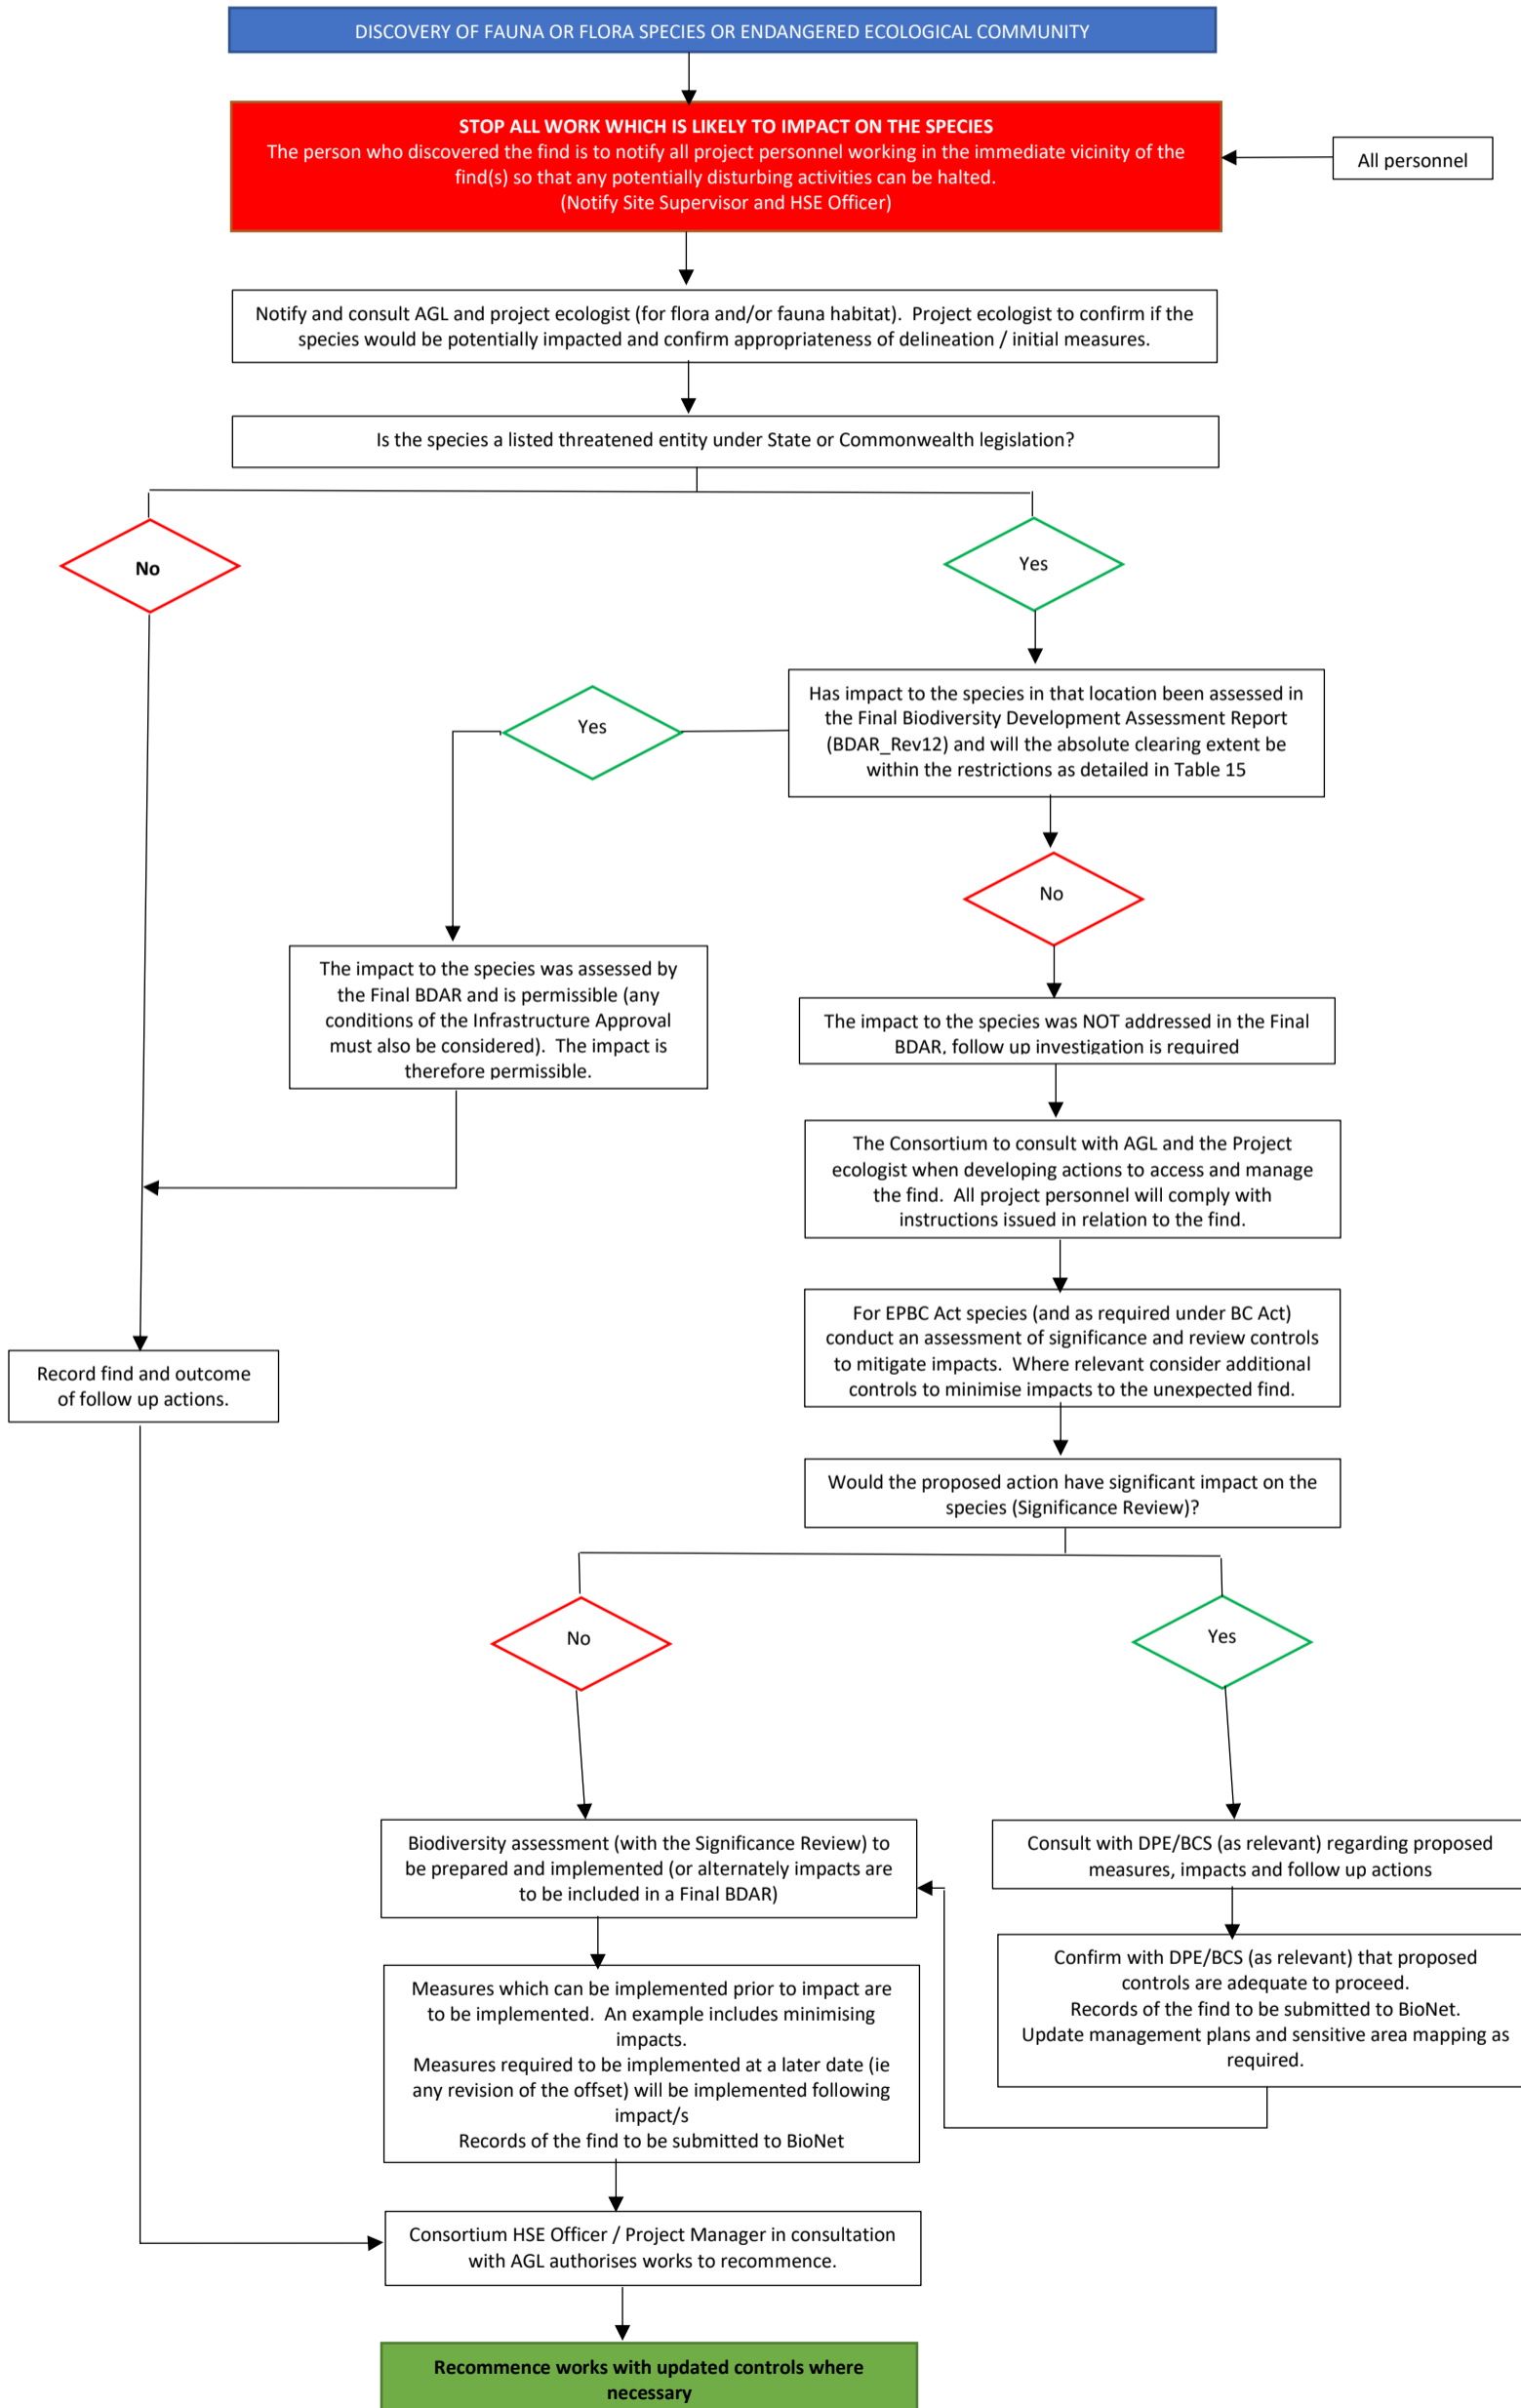 DISCOVERY OF FAUNA OR FLORA SPECIES OR ENDANGERED ECOLOGICAL COMMUNITY
STOP ALL WORK WHICH IS LIKELY TO IMPACT ON THE SPECIES
The person who discovered the find is to notify all project personnel working in the immediate vicinity of the
find(s) so that any potentially disturbing activities can be halted.
(Notify Site Supervisor and HSE Officer)
All personnel
Notify and consult AGL and project ecologist (for flora and/or fauna habitat).  Project ecologist to confirm if the
species would be potentially impacted and confirm appropriateness of delineation / initial measures.
Is the species a listed threatened entity under State or Commonwealth legislation?
No
Yes
Has impact to the species in that location been assessed in
the Final Biodiversity Development Assessment Report
(BDAR_Rev12) and will the absolute clearing extent be
within the restrictions as detailed in Table 15
Yes
No
The impact to the species was assessed by
the Final BDAR and is permissible (any
conditions of the Infrastructure Approval
must also be considered).  The impact is
therefore permissible.
The impact to the species was NOT addressed in the Final
BDAR, follow up investigation is required
The Consortium to consult with AGL and the Project
ecologist when developing actions to access and manage
the find.  All project personnel will comply with
instructions issued in relation to the find.
For EPBC Act species (and as required under BC Act)
conduct an assessment of significance and review controls
to mitigate impacts.  Where relevant consider additional
controls to minimise impacts to the unexpected find.
Record find and outcome
of follow up actions.
Would the proposed action have significant impact on the
species (Significance Review)?
No
Yes
Biodiversity assessment (with the Significance Review) to
be prepared and implemented (or alternately impacts are
to be included in a Final BDAR)
Consult with DPE/BCS (as relevant) regarding proposed
measures, impacts and follow up actions
Confirm with DPE/BCS (as relevant) that proposed
controls are adequate to proceed.
Records of the find to be submitted to BioNet.
Update management plans and sensitive area mapping as
required.
Measures which can be implemented prior to impact are
to be implemented.  An example includes minimising
impacts.
Measures required to be implemented at a later date (ie
any revision of the offset) will be implemented following
impact/s
Records of the find to be submitted to BioNet
Consortium HSE Officer / Project Manager in consultation
with AGL authorises works to recommence.
Recommence works with updated controls where
necessary